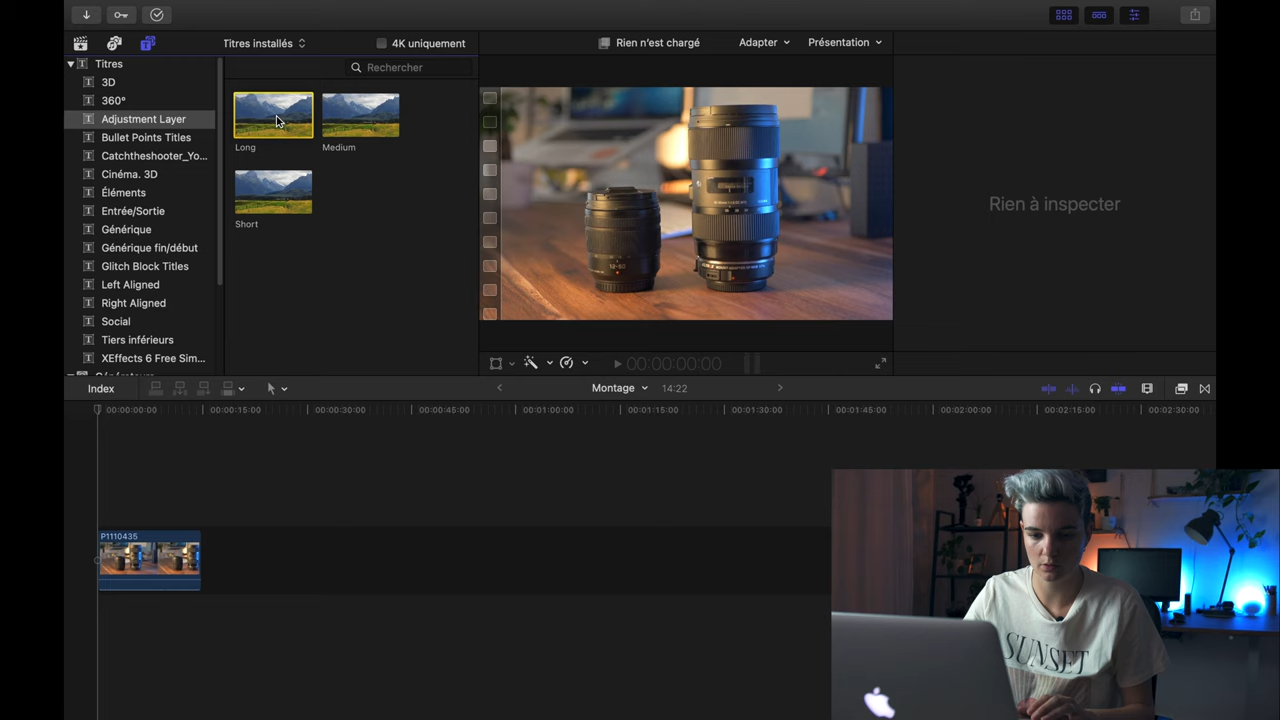 Titres installés
4K uniquement
Rien n'est chargé
Adapter
Présentation
Titres
Rechercher
3D
360°
Adjustment Layer
Bullet Points Titles
Catchtheshooter_Yo...
Cinéma. 3D
Éléments
Entrée/Sortie
Générique
Générique fin/début
Glitch Block Titles
Left Aligned
Right Aligned
Social
Tiers inférieurs
XEffects 6 Free Sim...
Long
Medium
Short
12-60
Rien à inspecter
00:00:00:00
Index
Montage
14:22
00:00:00:00
00:00:15:00
00:00:30:00
00:00:45:00
00:01:00:00
00:01:15:00
00:01:30:00
00:01:45:00
00:02:00:00
00:02:15:00
00:02:30:00
P1110435
SUNSET